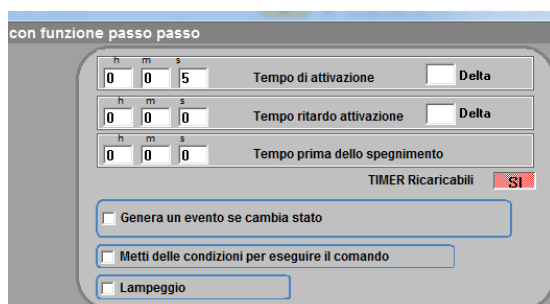 con funzione passo passo
h m s
0 0 5 Tempo di attivazione Delta
h m s
0 0 0 Tempo ritardo attivazione Delta
h m s
0 0 0 Tempo prima dello spegnimento
TIMER Ricaricabili SI
Genera un evento se cambia stato
Metti delle condizioni per eseguire il comando
Lampeggio